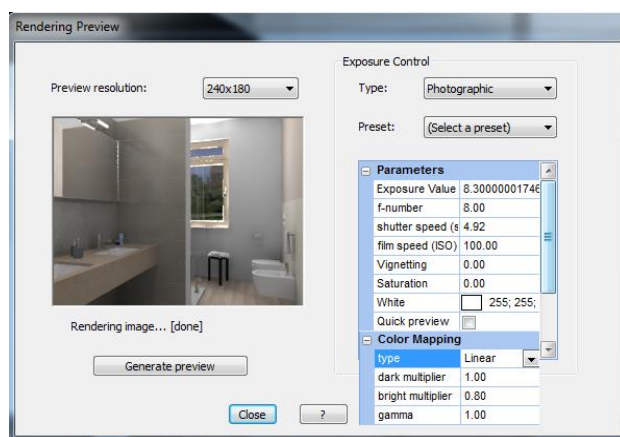 Rendering Preview
Preview resolution:
240x180
Rendering image... [done]
Generate preview
Close
?
Exposure Control
Type:
Photographic
Preset:
(Select a preset)
Parameters
Exposure Value 8.30000001746
f-number 8.00
shutter speed (s 4.92
film speed (ISO) 100.00
Vignetting 0.00
Saturation 0.00
White 255; 255;
Quick preview
Color Mapping
type Linear
dark multiplier 1.00
bright multiplier 0.80
gamma 1.00